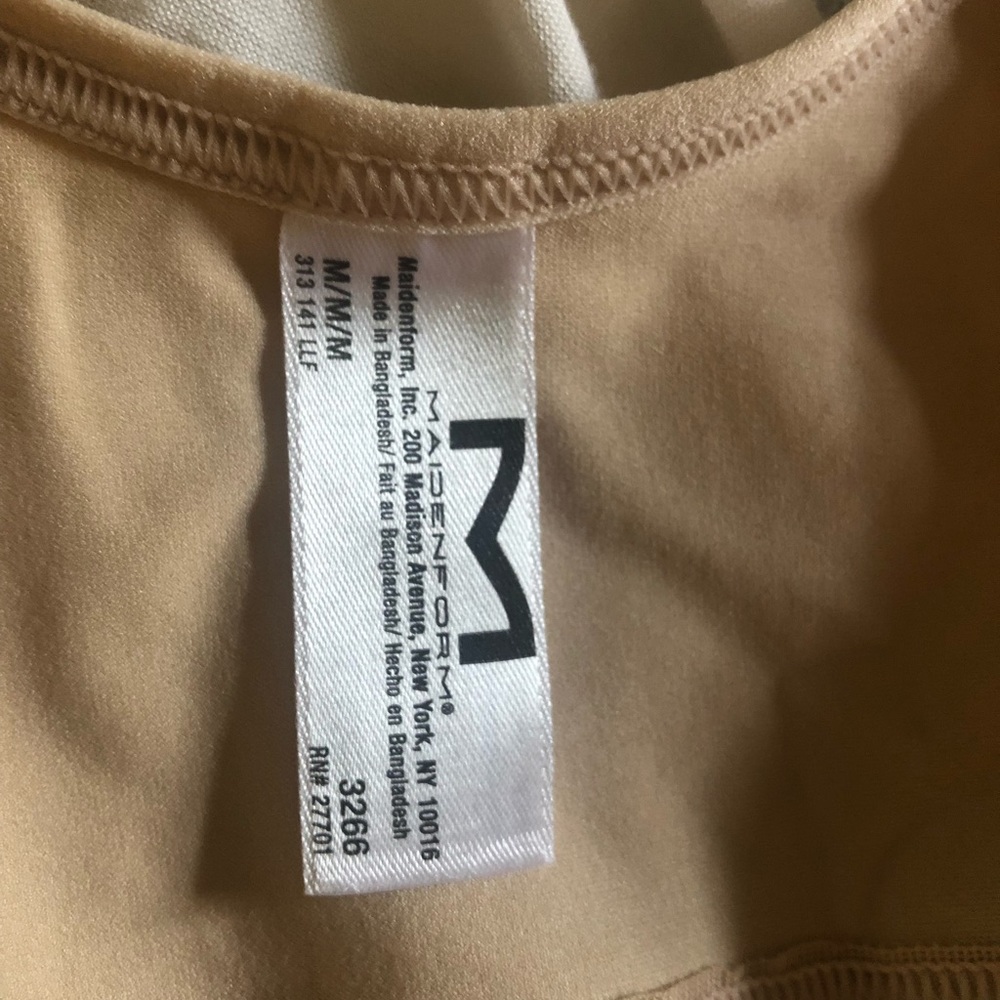 M
MAIDENFORM®
Maidenform, Inc. 200 Madison Avenue, New York, NY 10016
Made in Bangladesh/ Fait au Bangladesh/ Hecho en Bangladesh
M/M/M 3266
313 141 LLF RN# 27701